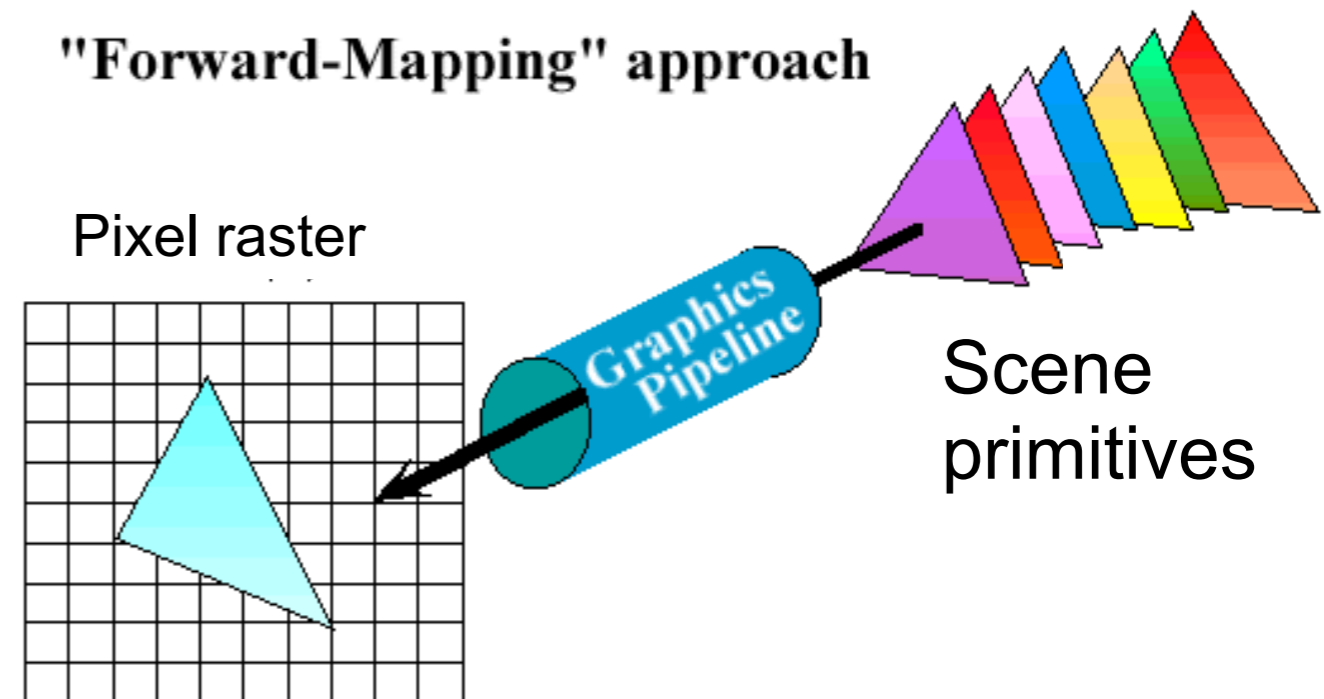 "Forward-Mapping" approach
Pixel raster
Graphics
Pipeline
Scene
primitives